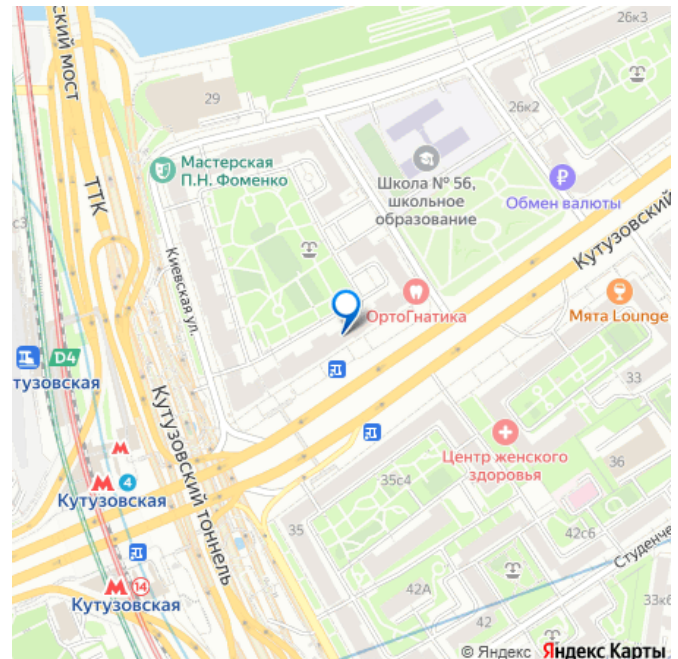 ский мост
29
26к3
26к2
Мастерская
П.Н. Фоменко
ТТК
Школа № 56,
школьное
образование
Обмен валюты
Кутузовский
с3
Киевская ул.
ОртоГнатика
Мята Lounge
D4
тузовская
33
Кутузовский тоннель
Центр женского
здоровья
36
М 4
Кутузовская
35с4
35
42с6
Студенче
42А
М 14
Кутузовская
42
33к6
© Яндекс Яндекс Карты